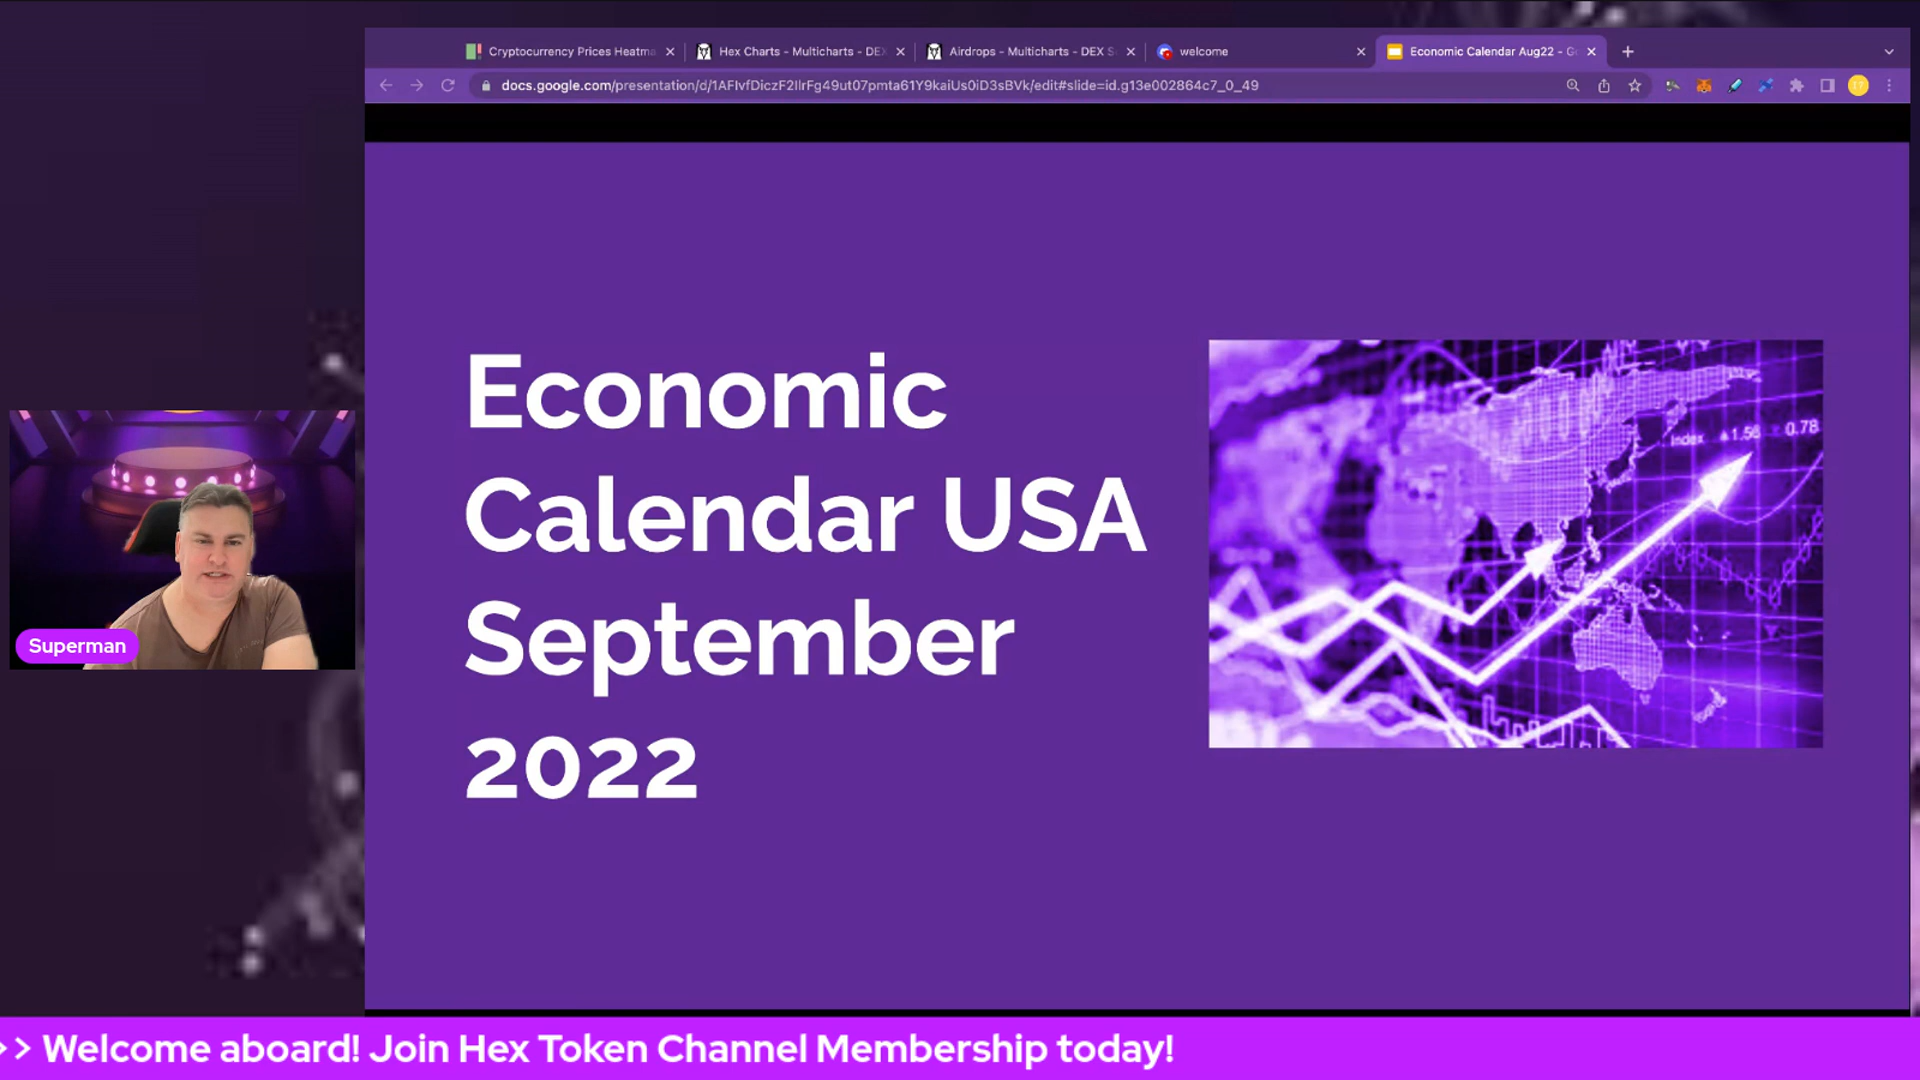 Cryptocurrency Prices Heatma
Hex Charts - Multicharts - DEX
Airdrops - Multicharts - DEX S
welcome
Economic Calendar Aug22 - G
docs.google.com/presentation/d/1AFIvfDiczF2IIrFg49ut07pmta61Y9kaiUs0iD3sBVk/edit#slide=id.g13e002864c7_0_49
Economic
Calendar USA
September
2022
Index ▲1.56 0.78
Superman
>> Welcome aboard! Join Hex Token Channel Membership today!